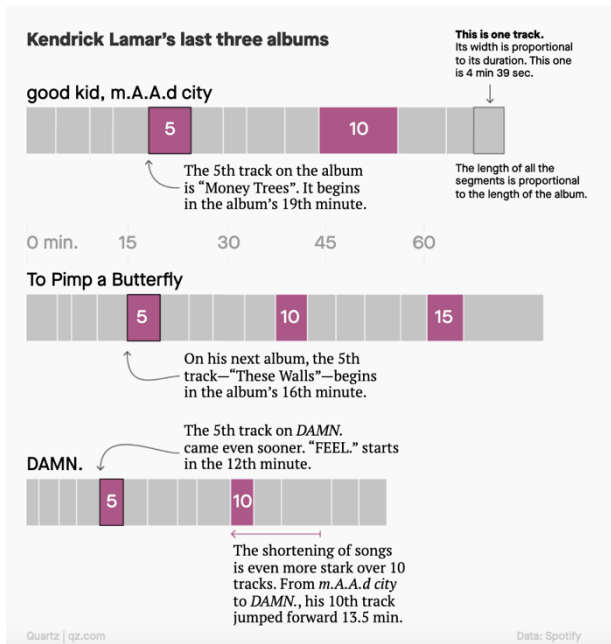 Kendrick Lamar's last three albums
This is one track.
Its width is proportional
to its duration. This one
is 4 min 39 sec.
good kid, m.A.A.d city
5
10
The 5th track on the album
is “Money Trees”. It begins
in the album's 19th minute.
The length of all the
segments is proportional
to the length of the album.
0 min.
15
30
45
60
To Pimp a Butterfly
5
10
15
On his next album, the 5th
track—“These Walls”—begins
in the album's 16th minute.
The 5th track on DAMN.
came even sooner. “FEEL.” starts
in the 12th minute.
DAMN.
5
10
The shortening of songs
is even more stark over 10
tracks. From m.A.A.d city
to DAMN., his 10th track
jumped forward 13.5 min.
Quartz | qz.com
Data: Spotify